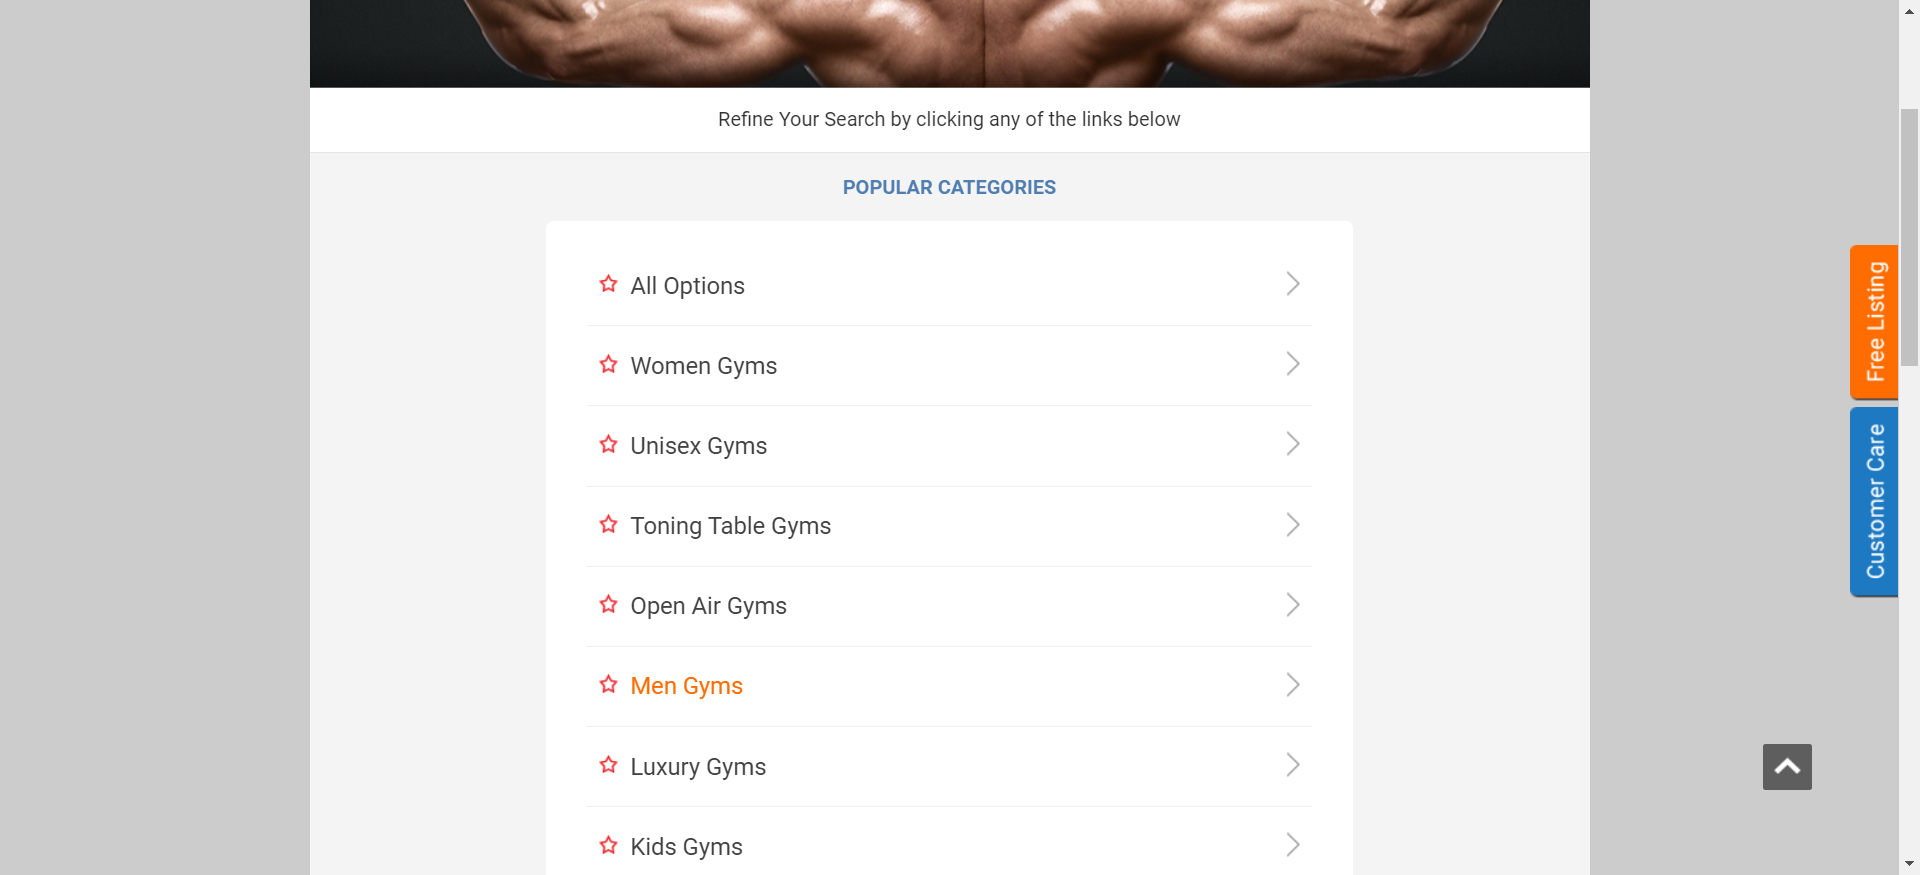 Refine Your Search by clicking any of the links below
POPULAR CATEGORIES
All Options
Women Gyms
Unisex Gyms
Toning Table Gyms
Open Air Gyms
Men Gyms
Luxury Gyms
Kids Gyms
Free Listing
Customer Care